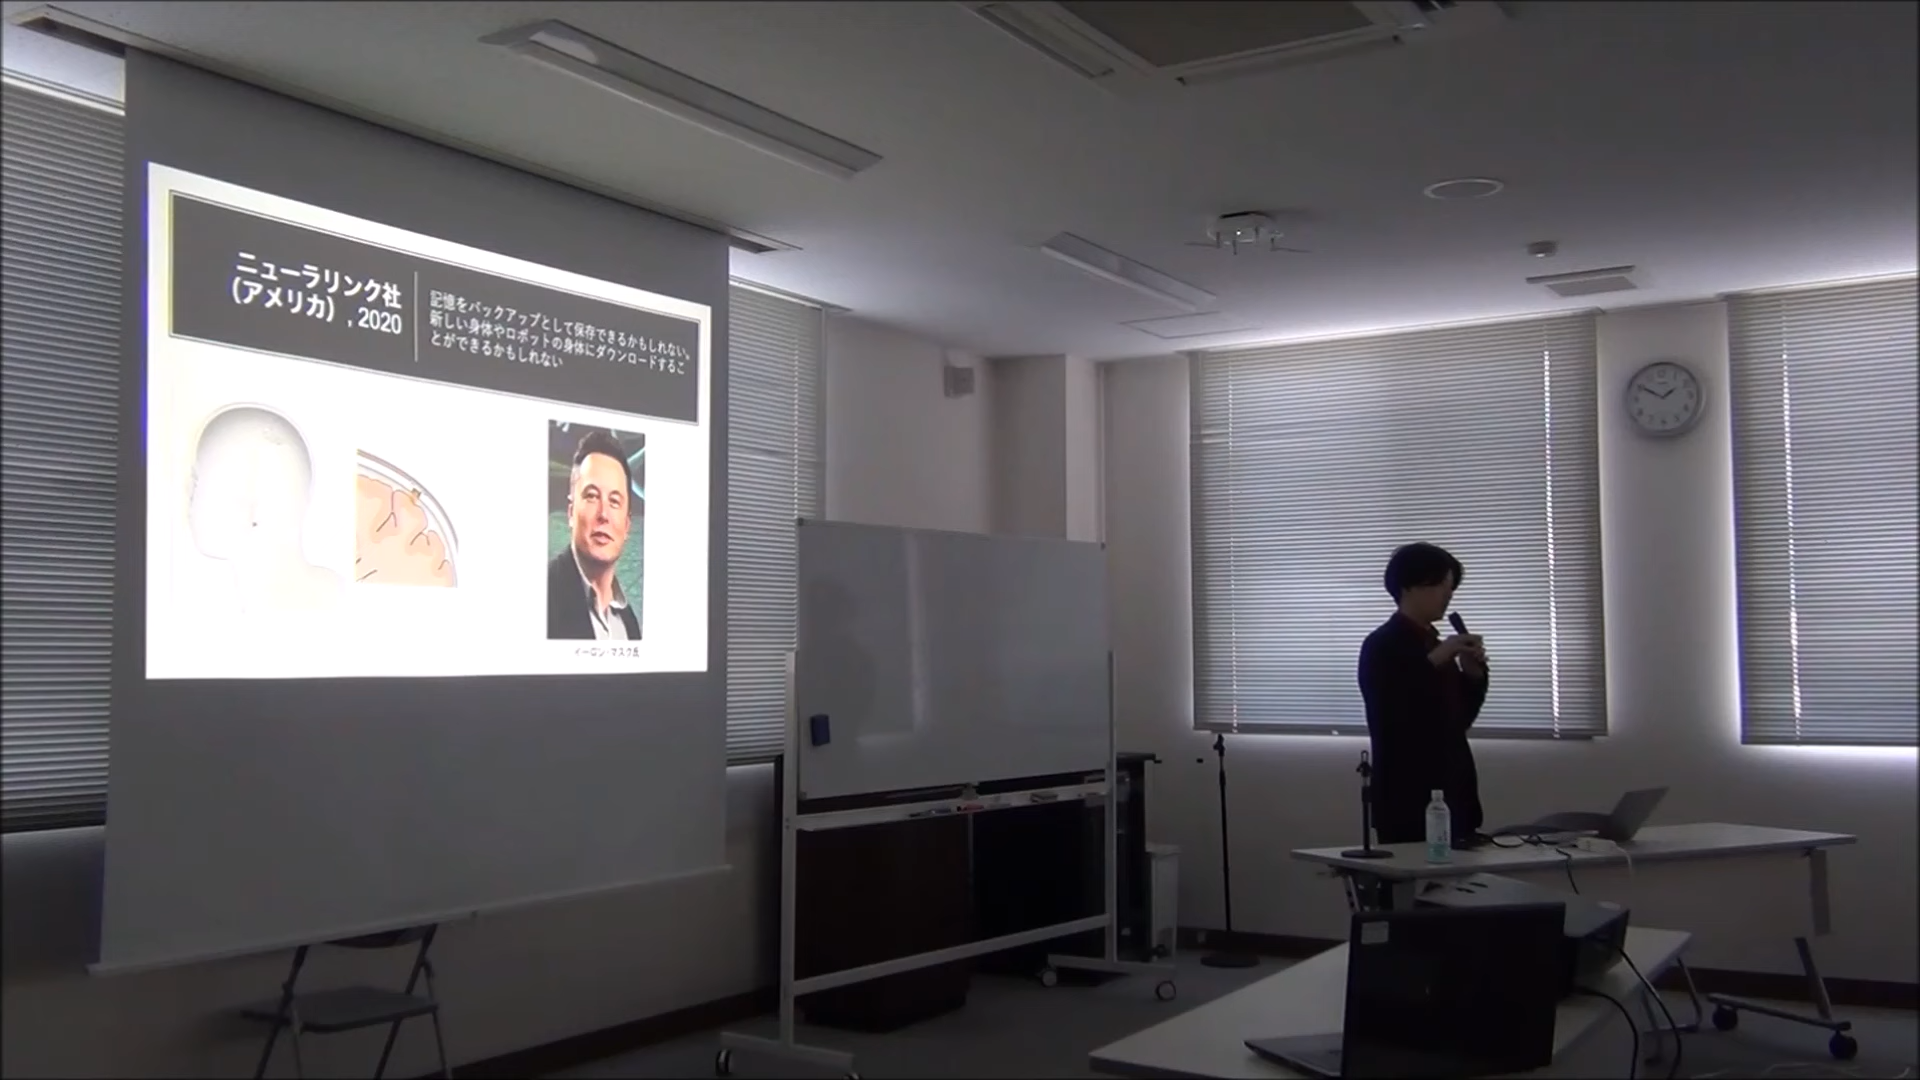 ニューラリンク社
（アメリカ）, 2020
記憶をバックアップとして保存できるかもしれない。
新しい身体やロボットの身体にダウンロードするこ
とができるかもしれない
イーロン・マスク氏